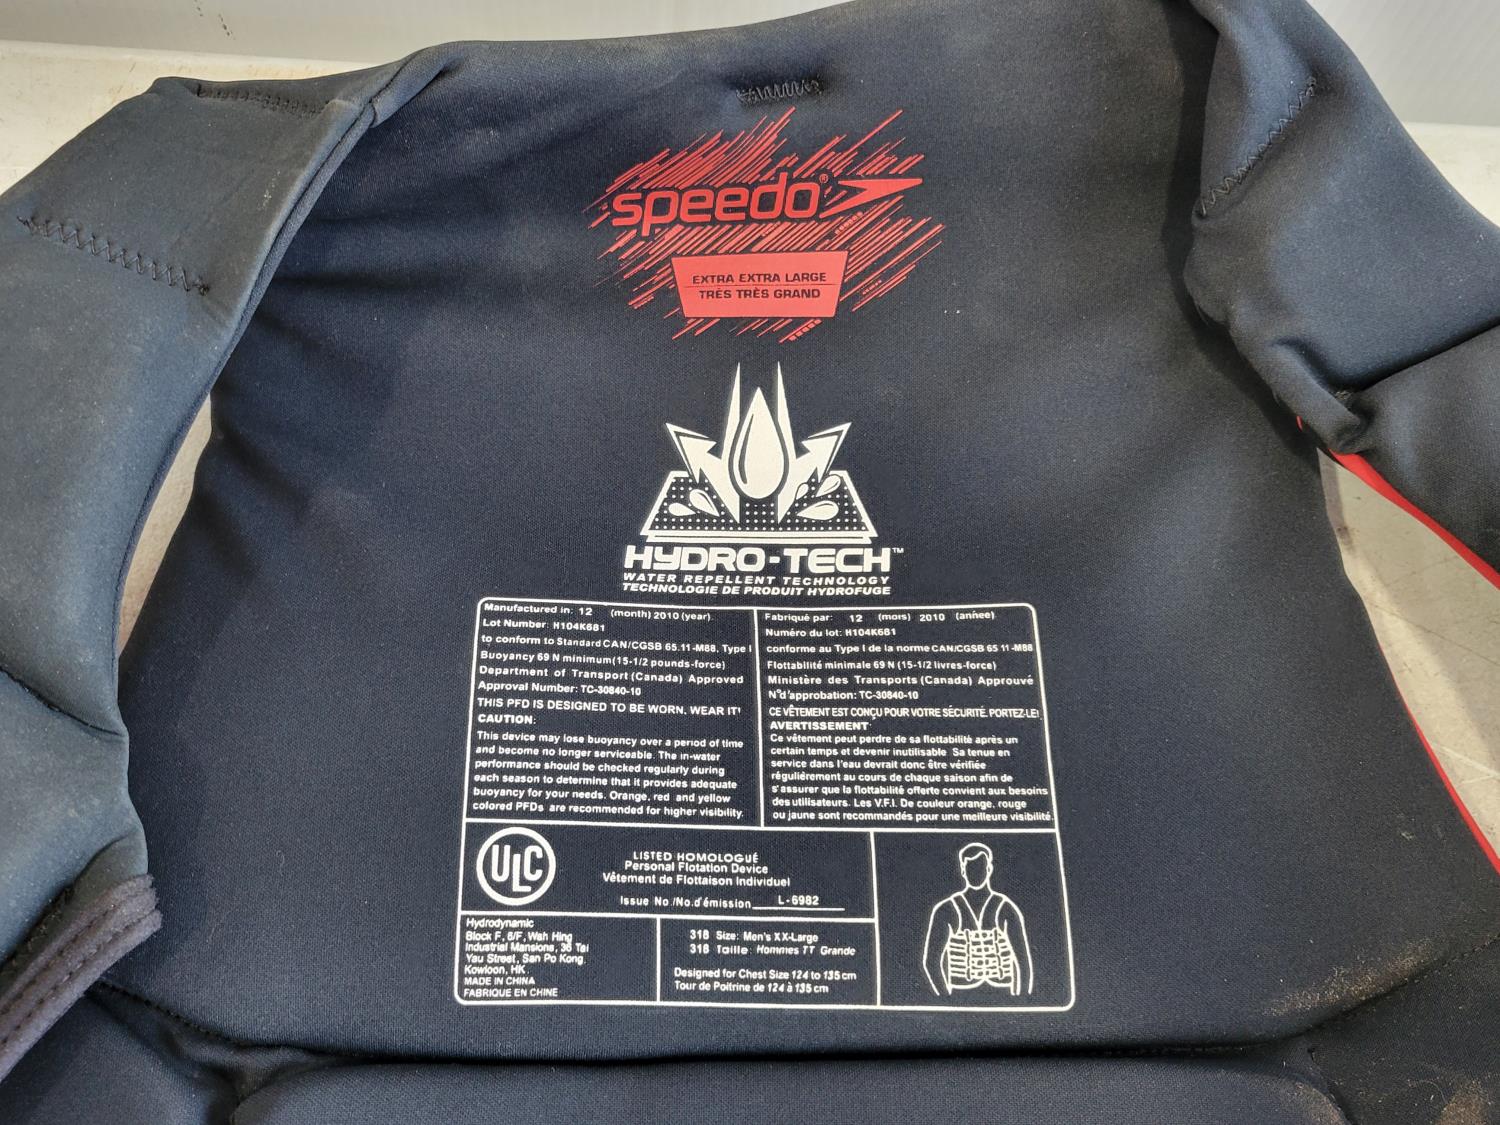 speedo®
EXTRA EXTRA LARGE
TRÈS TRÈS GRAND
HYDRO-TECH™
WATER REPELLENT TECHNOLOGY
TECHNOLOGIE DE PRODUIT HYDROFUGE
Manufactured in: 12 (month) 2010 (year)
Lot Number: H104K681
to conform to Standard CAN/CGSB 65.11-M88, Type I
Buoyancy 69 N minimum (15-1/2 pounds-force)
Department of Transport (Canada) Approved
Approval Number: TC-30840-10
THIS PFD IS DESIGNED TO BE WORN. WEAR IT!
CAUTION:
This device may lose buoyancy over a period of time
and become no longer serviceable. The in-water
performance should be checked regularly during
each season to determine that it provides adequate
buoyancy for your needs. Orange, red and yellow
colored PFDs are recommended for higher visibility.
Fabriqué par: 12 (mors) 2010 (année)
Numéro du lot: H104K681
conforme au Type I de la norme CAN/CGSB 65 11-M88
Flottabilité minimale 69 N (15-1/2 livres-force)
Ministère des Transports (Canada) Approuvé
N°d'approbation: TC-30840-10
CE VÊTEMENT EST CONÇU POUR VOTRE SÉCURITÉ. PORTEZ-LE!
AVERTISSEMENT
Ce vêtement peut perdre de sa flottabilité après un
certain temps et devenir inutilisable Sa tenue en
service dans l'eau devrait donc être vérifiée
régulièrement au cours de chaque saison afin de
s'assurer que la flottabilité offerte convient aux besoins
des utilisateurs. Les V.F.I. De couleur orange, rouge
ou jaune sont recommandés pour une meilleure visibilité.
ULC
LISTED HOMOLOGUÉ
Personal Flotation Device
Vêtement de Flottaison Individuel
Issue No./No.d'émission L-6982
Hydrodynamic
Block F, 6/F, Wah Hing
Industrial Mansions, 36 Tai
Yau Street, San Po Kong.
Kowloon, HK.
MADE IN CHINA
FABRIQUE EN CHINE
318 Size: Men's XX-Large
318 Taille: Hommes TT Grande
Designed for Chest Size 124 to 135 cm
Tour de Poitrine de 124 à 135 cm